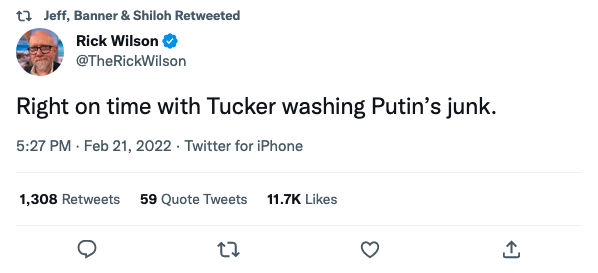 Jeff, Banner & Shiloh Retweeted
Rick Wilson
@TheRickWilson
Right on time with Tucker washing Putin’s junk.
5:27 PM · Feb 21, 2022 · Twitter for iPhone
1,308 Retweets 59 Quote Tweets 11.7K Likes